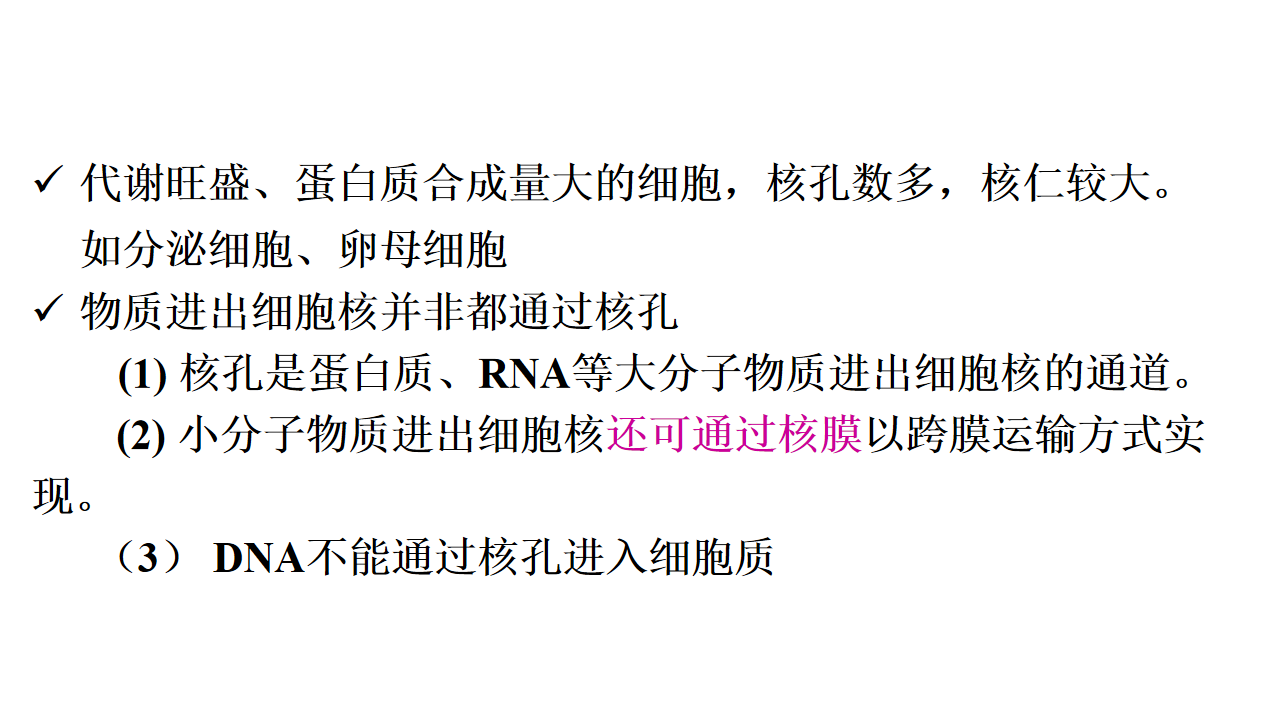 ✓ 代谢旺盛、蛋白质合成量大的细胞，核孔数多，核仁较大。
如分泌细胞、卵母细胞
✓ 物质进出细胞核并非都通过核孔
(1) 核孔是蛋白质、RNA等大分子物质进出细胞核的通道。
(2) 小分子物质进出细胞核还可通过核膜以跨膜运输方式实
现。
（3） DNA不能通过核孔进入细胞质